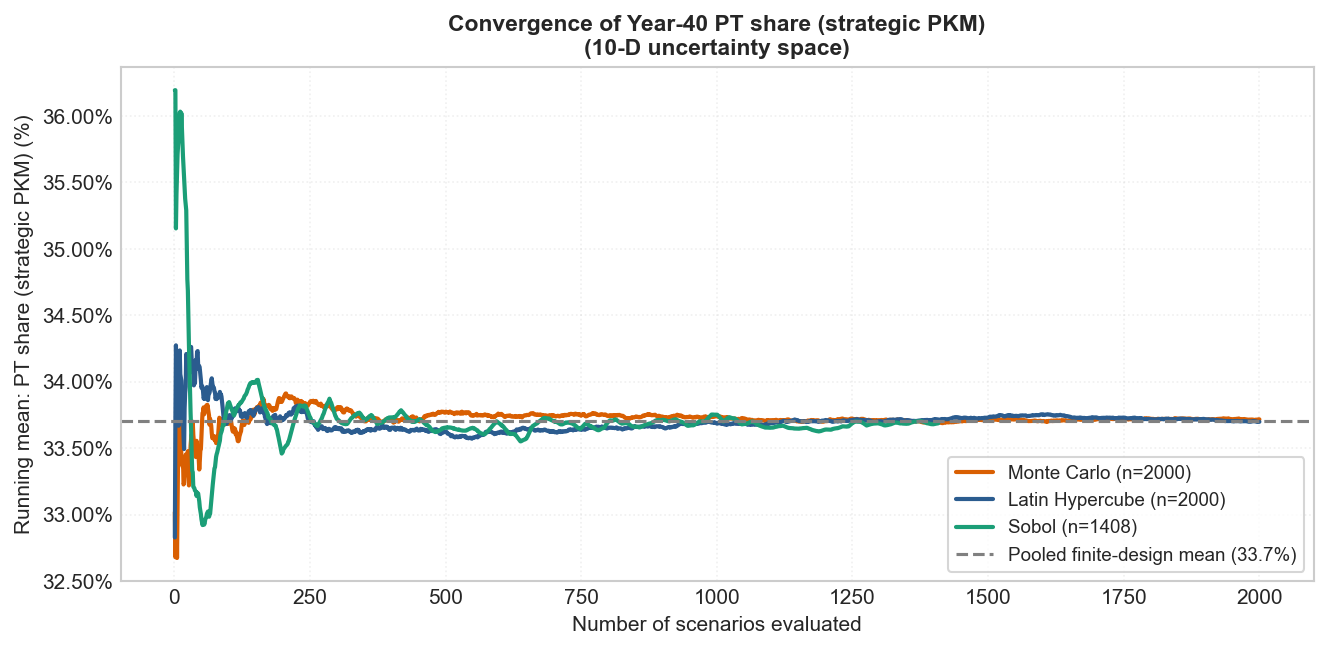 Convergence of Year-40 PT share (strategic PKM)
(10-D uncertainty space)
Running mean: PT share (strategic PKM) (%)
36.00%
35.50%
35.00%
34.50%
34.00%
33.50%
33.00%
32.50%
Monte Carlo (n=2000)
Latin Hypercube (n=2000)
Sobol (n=1408)
Pooled finite-design mean (33.7%)
0 250 500 750 1000 1250 1500 1750 2000
Number of scenarios evaluated